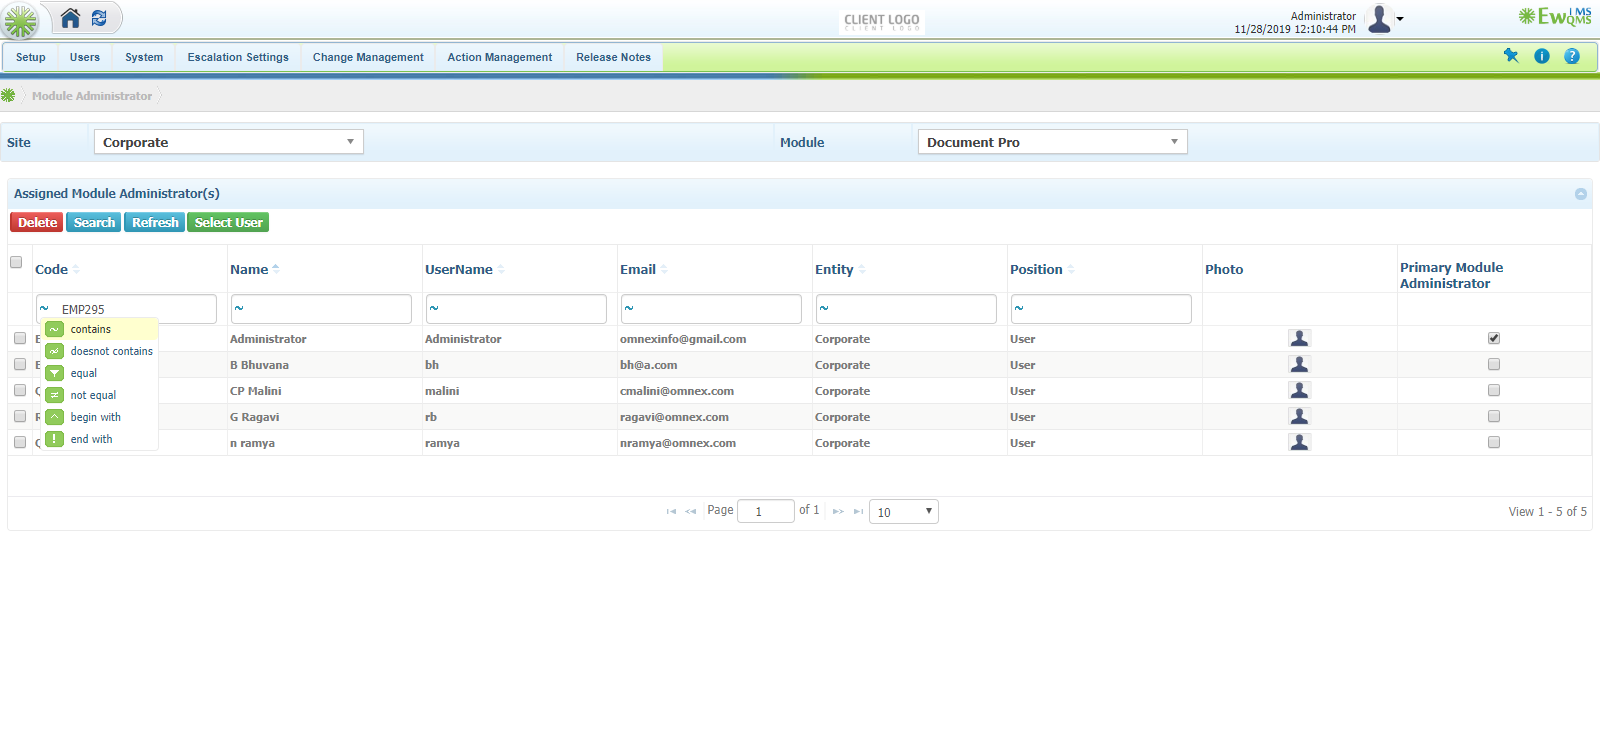 CLIENT LOGO
CLIENT LOGO
Administrator
11/28/2019 12:10:44 PM
EwQMS IMS
Setup Users System Escalation Settings Change Management Action Management Release Notes
Module Administrator
Site Corporate Module Document Pro
Assigned Module Administrator(s)
Delete Search Refresh Select User
Code Name UserName Email Entity Position Photo Primary Module
Administrator
~ EMP295 ~ ~ ~ ~ ~
contains
doesnot contains
equal
not equal
begin with
end with
E Administrator Administrator omnexinfo@gmail.com Corporate User
E B Bhuvana bh bh@a.com Corporate User
Q CP Malini malini cmalini@omnex.com Corporate User
R G Ragavi rb ragavi@omnex.com Corporate User
Q n ramya ramya nramya@omnex.com Corporate User
Page 1 of 1 10 View 1 - 5 of 5